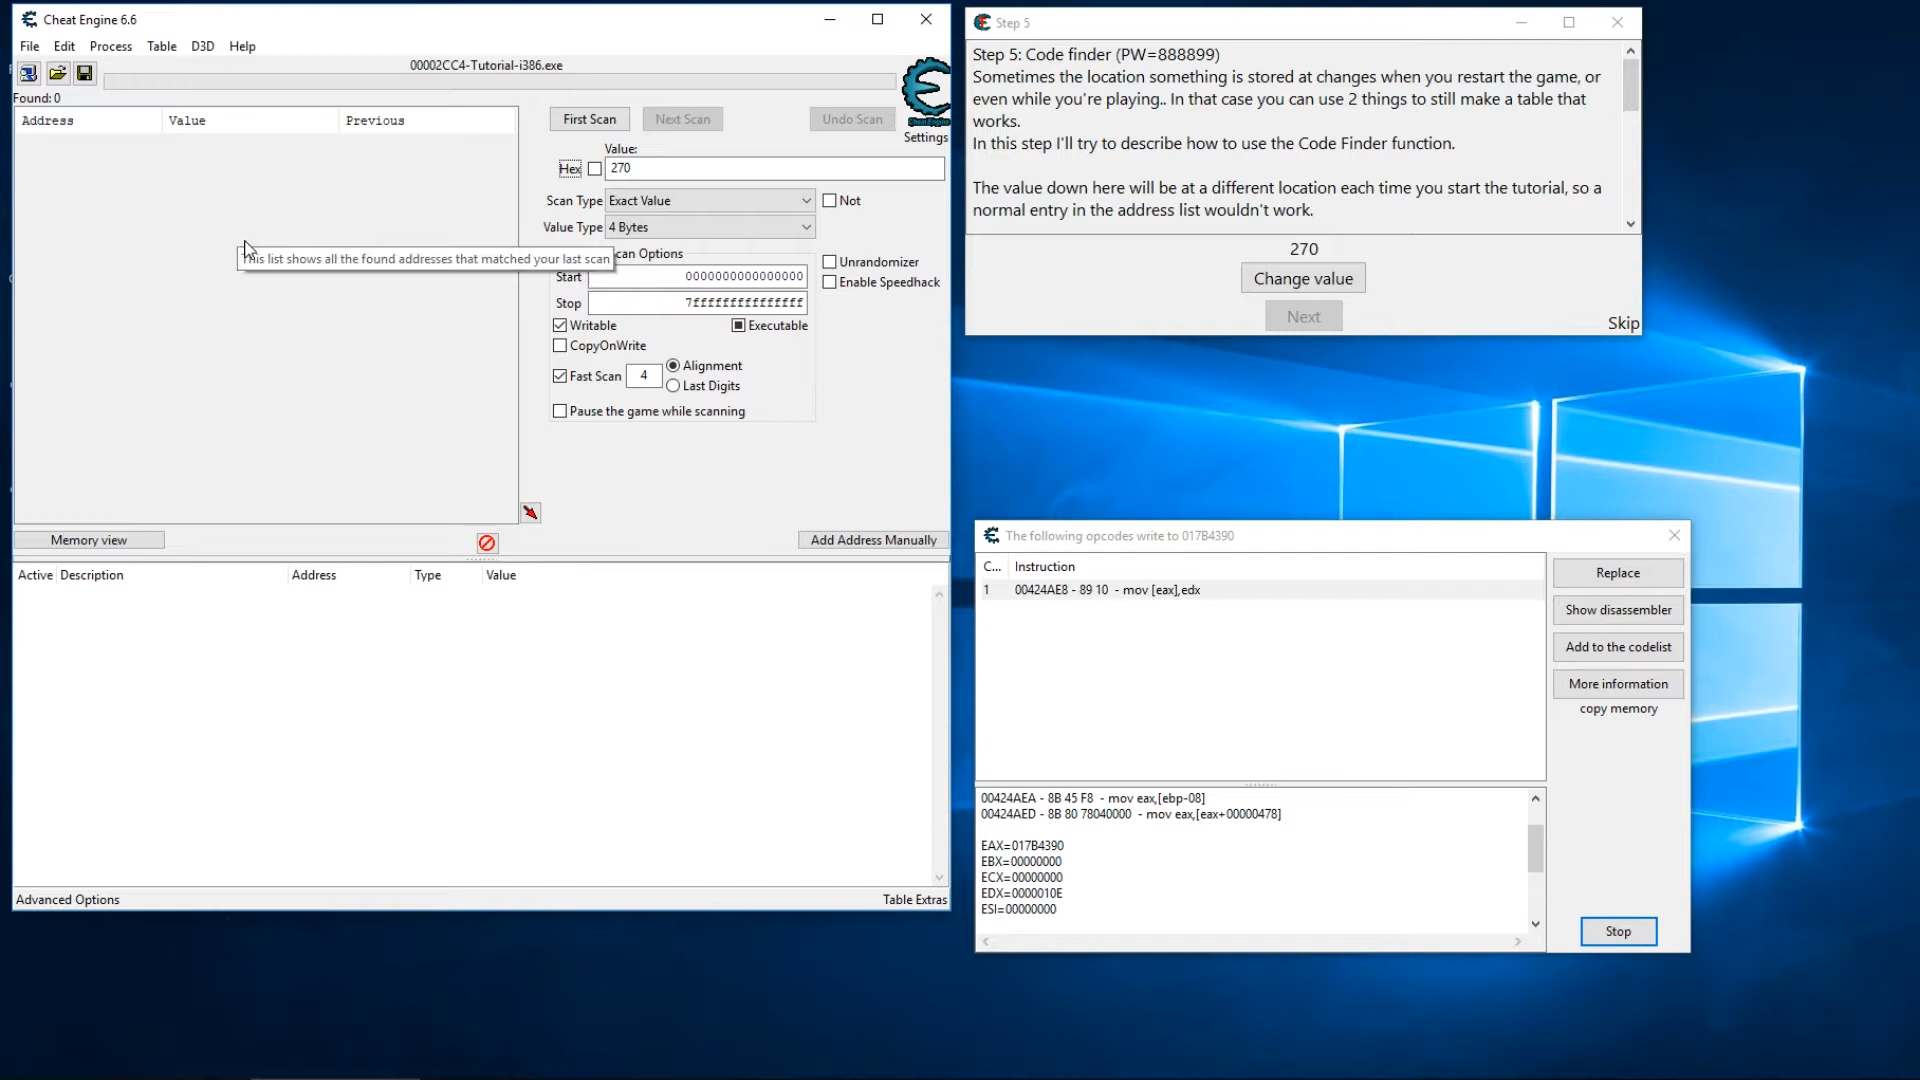 Cheat Engine 6.6
File Edit Process Table D3D Help
00002CC4-Tutorial-i386.exe
Found: 0
Address Value Previous
This list shows all the found addresses that matched your last scan
First Scan Next Scan Undo Scan
Cheat Engine
Settings
Value:
Hex 270
Scan Type Exact Value Not
Value Type 4 Bytes
can Options
Start 0000000000000000
Stop 7fffffffffffffff
Unrandomizer
Enable Speedhack
Writable Executable
CopyOnWrite
Fast Scan 4 Alignment
Last Digits
Pause the game while scanning
Memory view Add Address Manually
Active Description Address Type Value
Advanced Options Table Extras
Step 5
Step 5: Code finder (PW=888899)
Sometimes the location something is stored at changes when you restart the game, or
even while you're playing.. In that case you can use 2 things to still make a table that
works.
In this step I'll try to describe how to use the Code Finder function.
The value down here will be at a different location each time you start the tutorial, so a
normal entry in the address list wouldn't work.
270
Change value
Next
Skip
The following opcodes write to 017B4390
C... Instruction
1 00424AE8 - 89 10 - mov [eax],edx
Replace
Show disassembler
Add to the codelist
More information
copy memory
00424AEA - 8B 45 F8 - mov eax,[ebp-08]
00424AED - 8B 80 78040000 - mov eax,[eax+00000478]
EAX=017B4390
EBX=00000000
ECX=00000000
EDX=0000010E
ESI=00000000
Stop